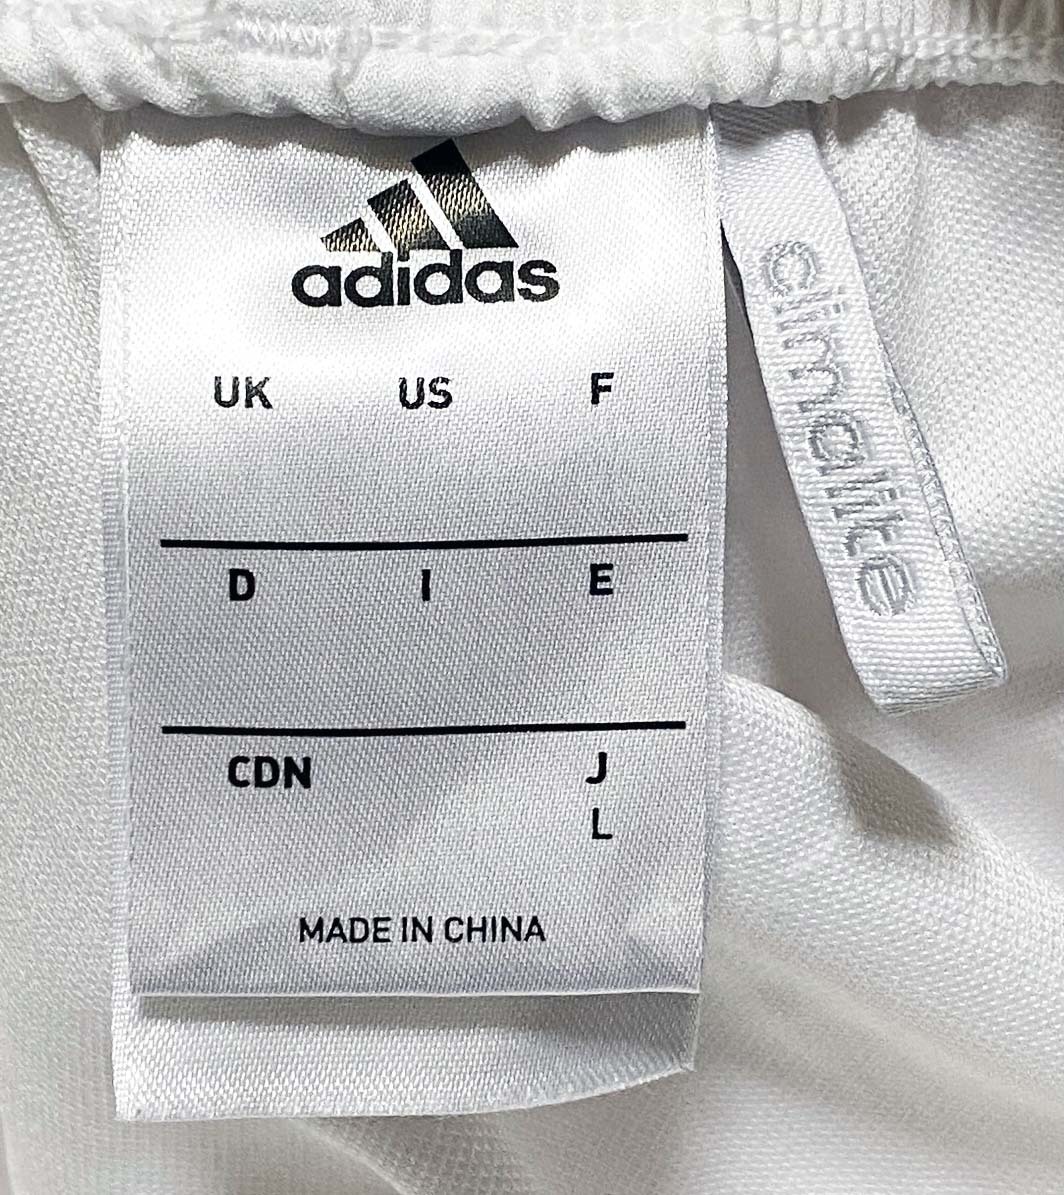 adidas
UK US F
D I E
CDN J
L
MADE IN CHINA
climalite